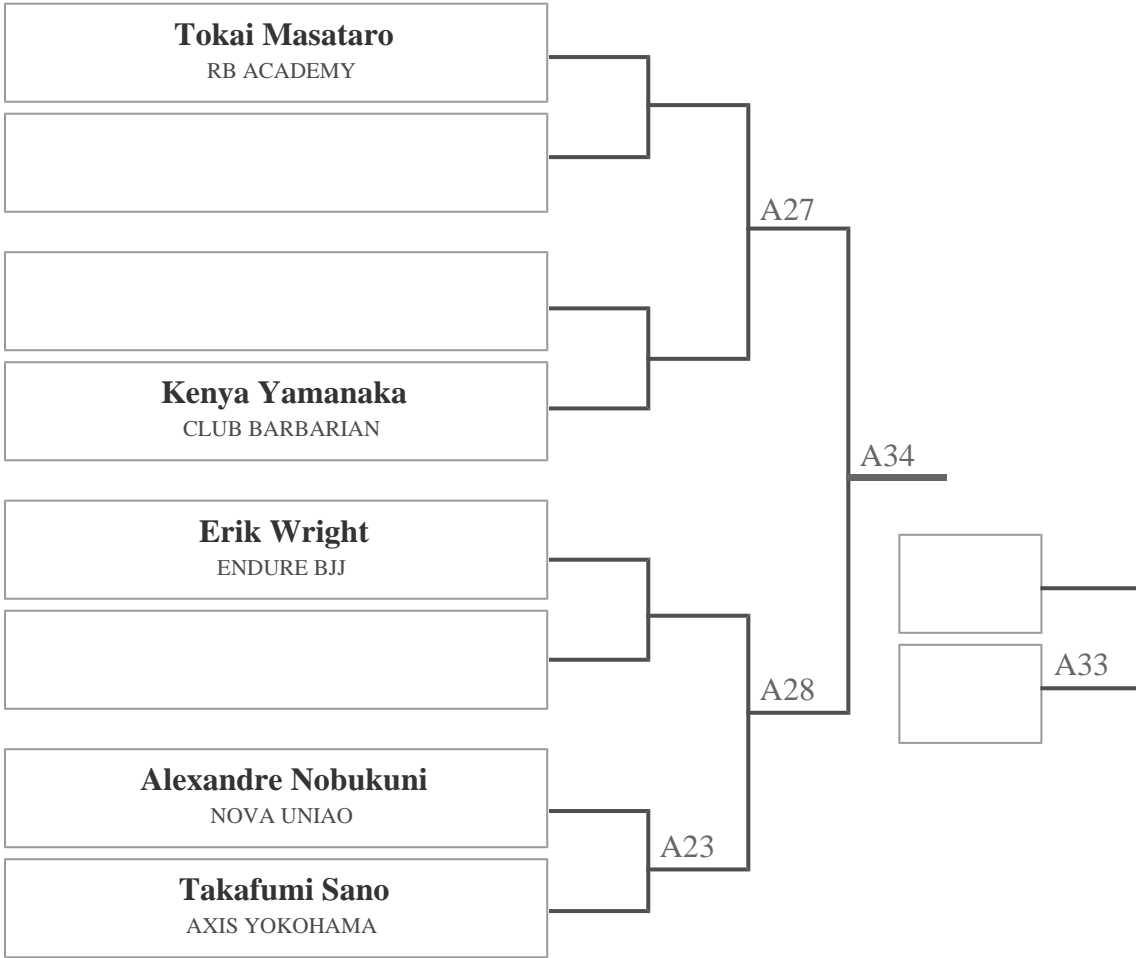 Tokai Masataro
RB ACADEMY
A27
Kenya Yamanaka
CLUB BARBARIAN
A34
Erik Wright
ENDURE BJJ
A33
A28
Alexandre Nobukuni
NOVA UNIAO
A23
Takafumi Sano
AXIS YOKOHAMA